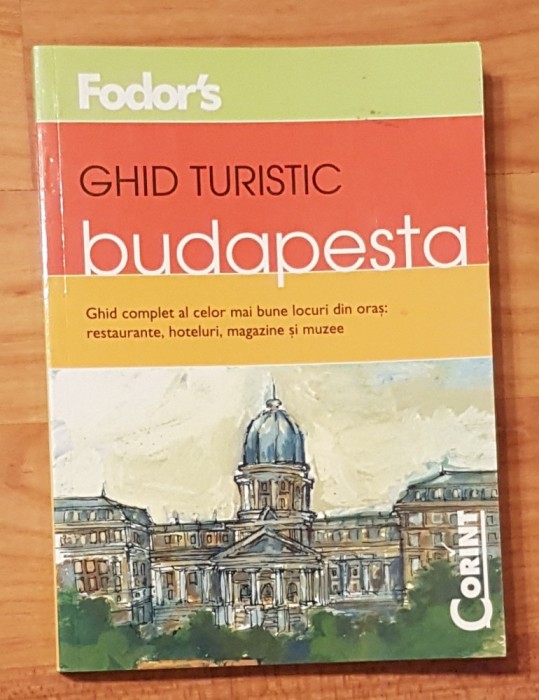 Fodor's
GHID TURISTIC
budapesta
Ghid complet al celor mai bune locuri din oraș:
restaurante, hoteluri, magazine și muzee
CORINT